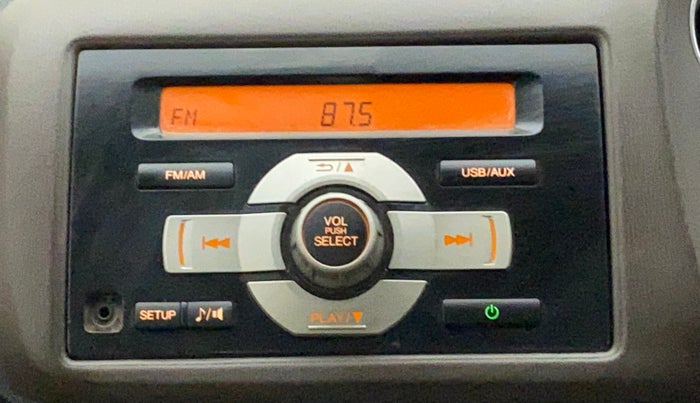 FM 87.5
FM/AM
USB/AUX
VOL
PUSH
SELECT
SETUP
PLAY/▼